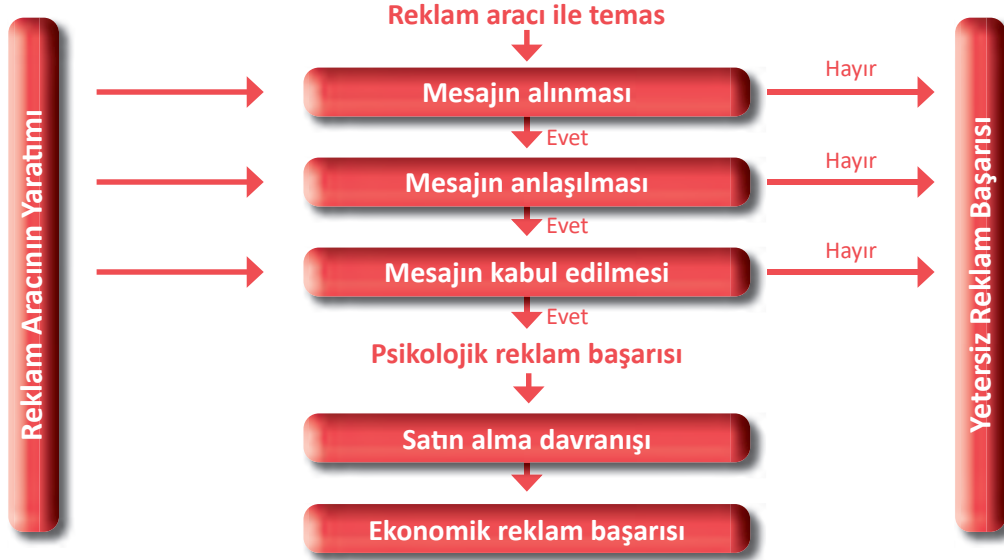 Reklam aracı ile temas
Reklam Aracının Yaratımı
Mesajın alınması
Hayır
Evet
Mesajın anlaşılması
Hayır
Evet
Mesajın kabul edilmesi
Hayır
Evet
Psikolojik reklam başarısı
Satın alma davranışı
Ekonomik reklam başarısı
Yetersiz Reklam Başarısı